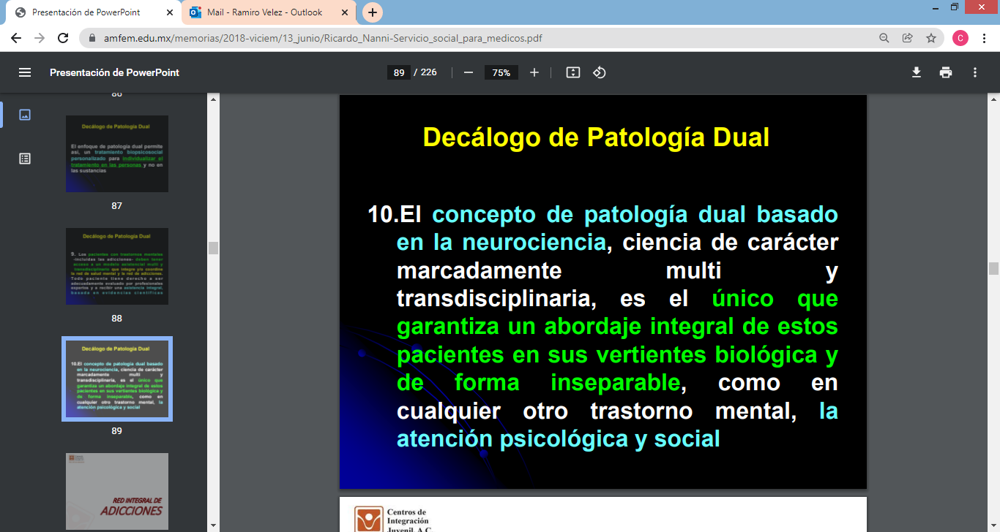 Presentación de PowerPoint
Mail - Ramiro Velez - Outlook
amfem.edu.mx/memorias/2018-viciem/13_junio/Ricardo_Nanni-Servicio_social_para_medicos.pdf
C
Presentación de PowerPoint
89 / 226
75%
86
Decálogo de Patología Dual
El enfoque de patología dual permite
así, un tratamiento biopsicosocial
personalizado para individualizar el
tratamiento en las personas y no en
las sustancias
87
Decálogo de Patología Dual
9. Los pacientes con trastornos mentales
-incluidas las adicciones- deben tener
acceso a un modelo asistencial multi y
transdisciplinario que integre y/o coordine
la red de salud mental y la red de adicciones.
Todo paciente tiene derecho a ser
adecuadamente evaluado por profesionales
expertos y a recibir una asistencia integral,
basada en evidencias científicas
88
Decálogo de Patología Dual
10.El concepto de patología dual basado
en la neurociencia, ciencia de carácter
marcadamente multi y
transdisciplinaria, es el único que
garantiza un abordaje integral de estos
pacientes en sus vertientes biológica y
de forma inseparable, como en
cualquier otro trastorno mental, la
atención psicológica y social
89
RED INTEGRAL DE
ADICCIONES
Decálogo de Patología Dual
10.El concepto de patología dual basado
en la neurociencia, ciencia de carácter
marcadamente multi y
transdisciplinaria, es el único que
garantiza un abordaje integral de estos
pacientes en sus vertientes biológica y
de forma inseparable, como en
cualquier otro trastorno mental, la
atención psicológica y social
Centros de
Integración
Juvenil, A.C.